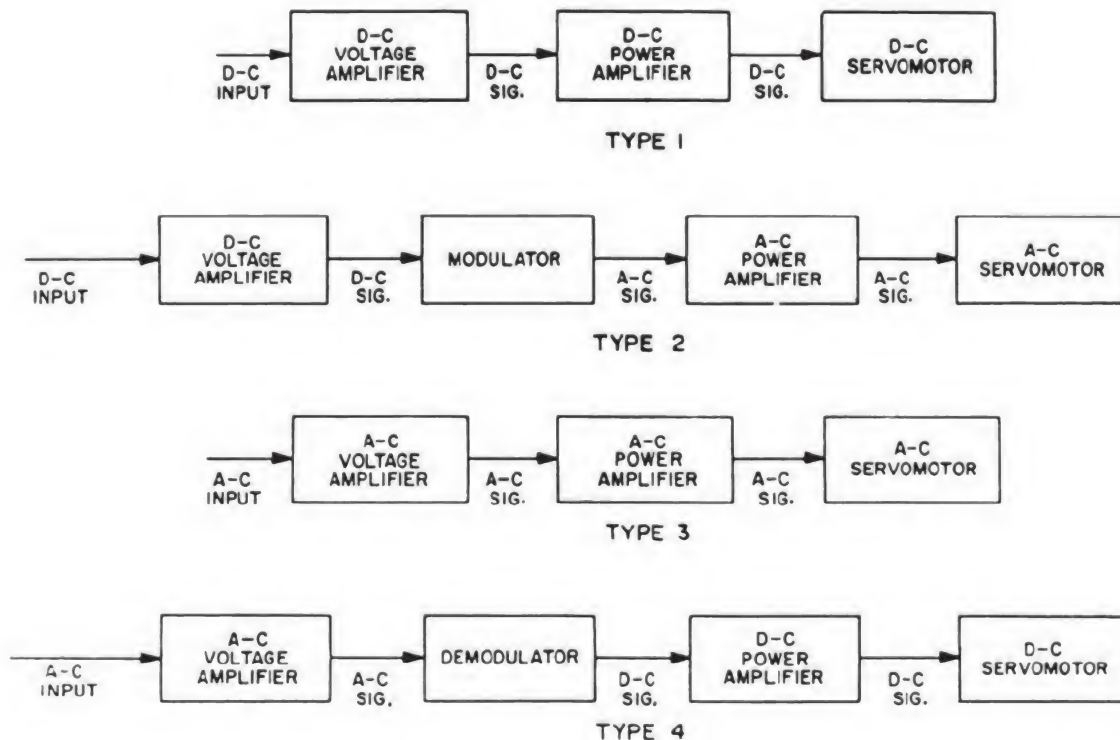 D-C
VOLTAGE
AMPLIFIER
D-C
POWER
AMPLIFIER
D-C
SERVOMOTOR
D-C
INPUT
D-C
SIG.
D-C
SIG.
TYPE 1
D-C
VOLTAGE
AMPLIFIER
MODULATOR
A-C
POWER
AMPLIFIER
A-C
SERVOMOTOR
D-C
INPUT
D-C
SIG.
A-C
SIG.
A-C
SIG.
TYPE 2
A-C
VOLTAGE
AMPLIFIER
A-C
POWER
AMPLIFIER
A-C
SERVOMOTOR
A-C
INPUT
A-C
SIG.
A-C
SIG.
TYPE 3
A-C
VOLTAGE
AMPLIFIER
DEMODULATOR
D-C
POWER
AMPLIFIER
D-C
SERVOMOTOR
A-C
INPUT
A-C
SIG.
D-C
SIG.
D-C
SIG.
TYPE 4